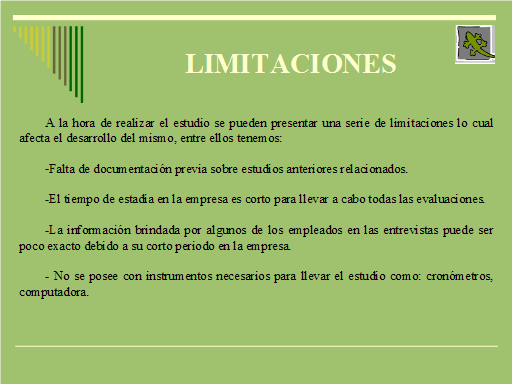 LIMITACIONES
A la hora de realizar el estudio se pueden presentar una serie de limitaciones lo cual
afecta el desarrollo del mismo, entre ellos tenemos:
-Falta de documentación previa sobre estudios anteriores relacionados.
-El tiempo de estadía en la empresa es corto para llevar a cabo todas las evaluaciones.
-La información brindada por algunos de los empleados en las entrevistas puede ser
poco exacto debido a su corto periodo en la empresa.
- No se posee con instrumentos necesarios para llevar el estudio como: cronómetros,
computadora.